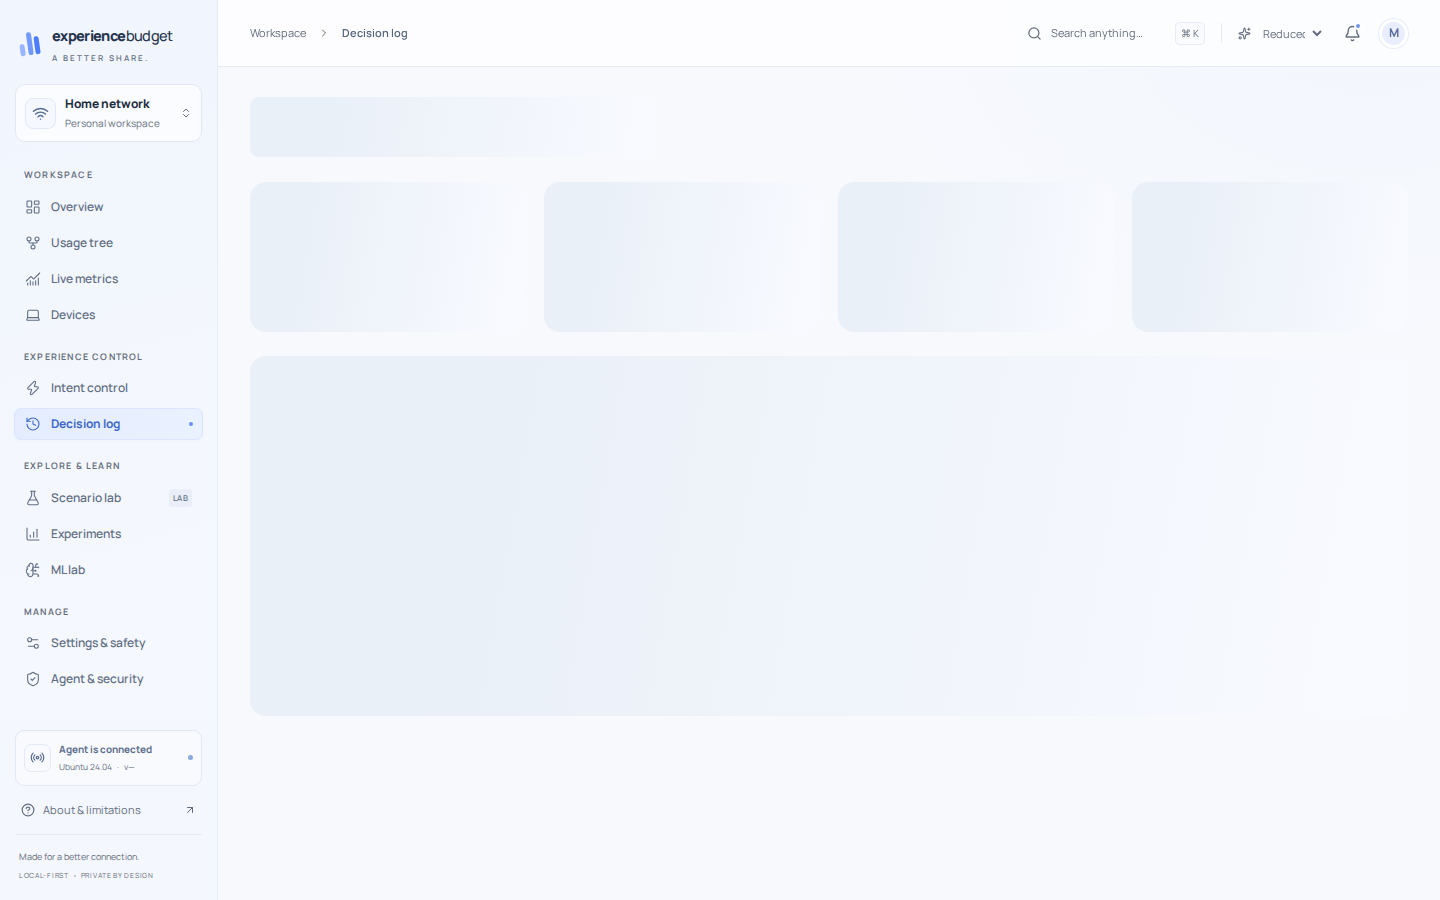 experiencebudget
A BETTER SHARE.
Home network
Personal workspace
WORKSPACE
Overview
Usage tree
Live metrics
Devices
EXPERIENCE CONTROL
Intent control
Decision log
EXPLORE & LEARN
Scenario lab LAB
Experiments
ML lab
MANAGE
Settings & safety
Agent & security
Agent is connected
Ubuntu 24.04 · v—
About & limitations
Made for a better connection.
LOCAL-FIRST • PRIVATE BY DESIGN
Workspace > Decision log
Search anything... ⌘ K
Reduced
M